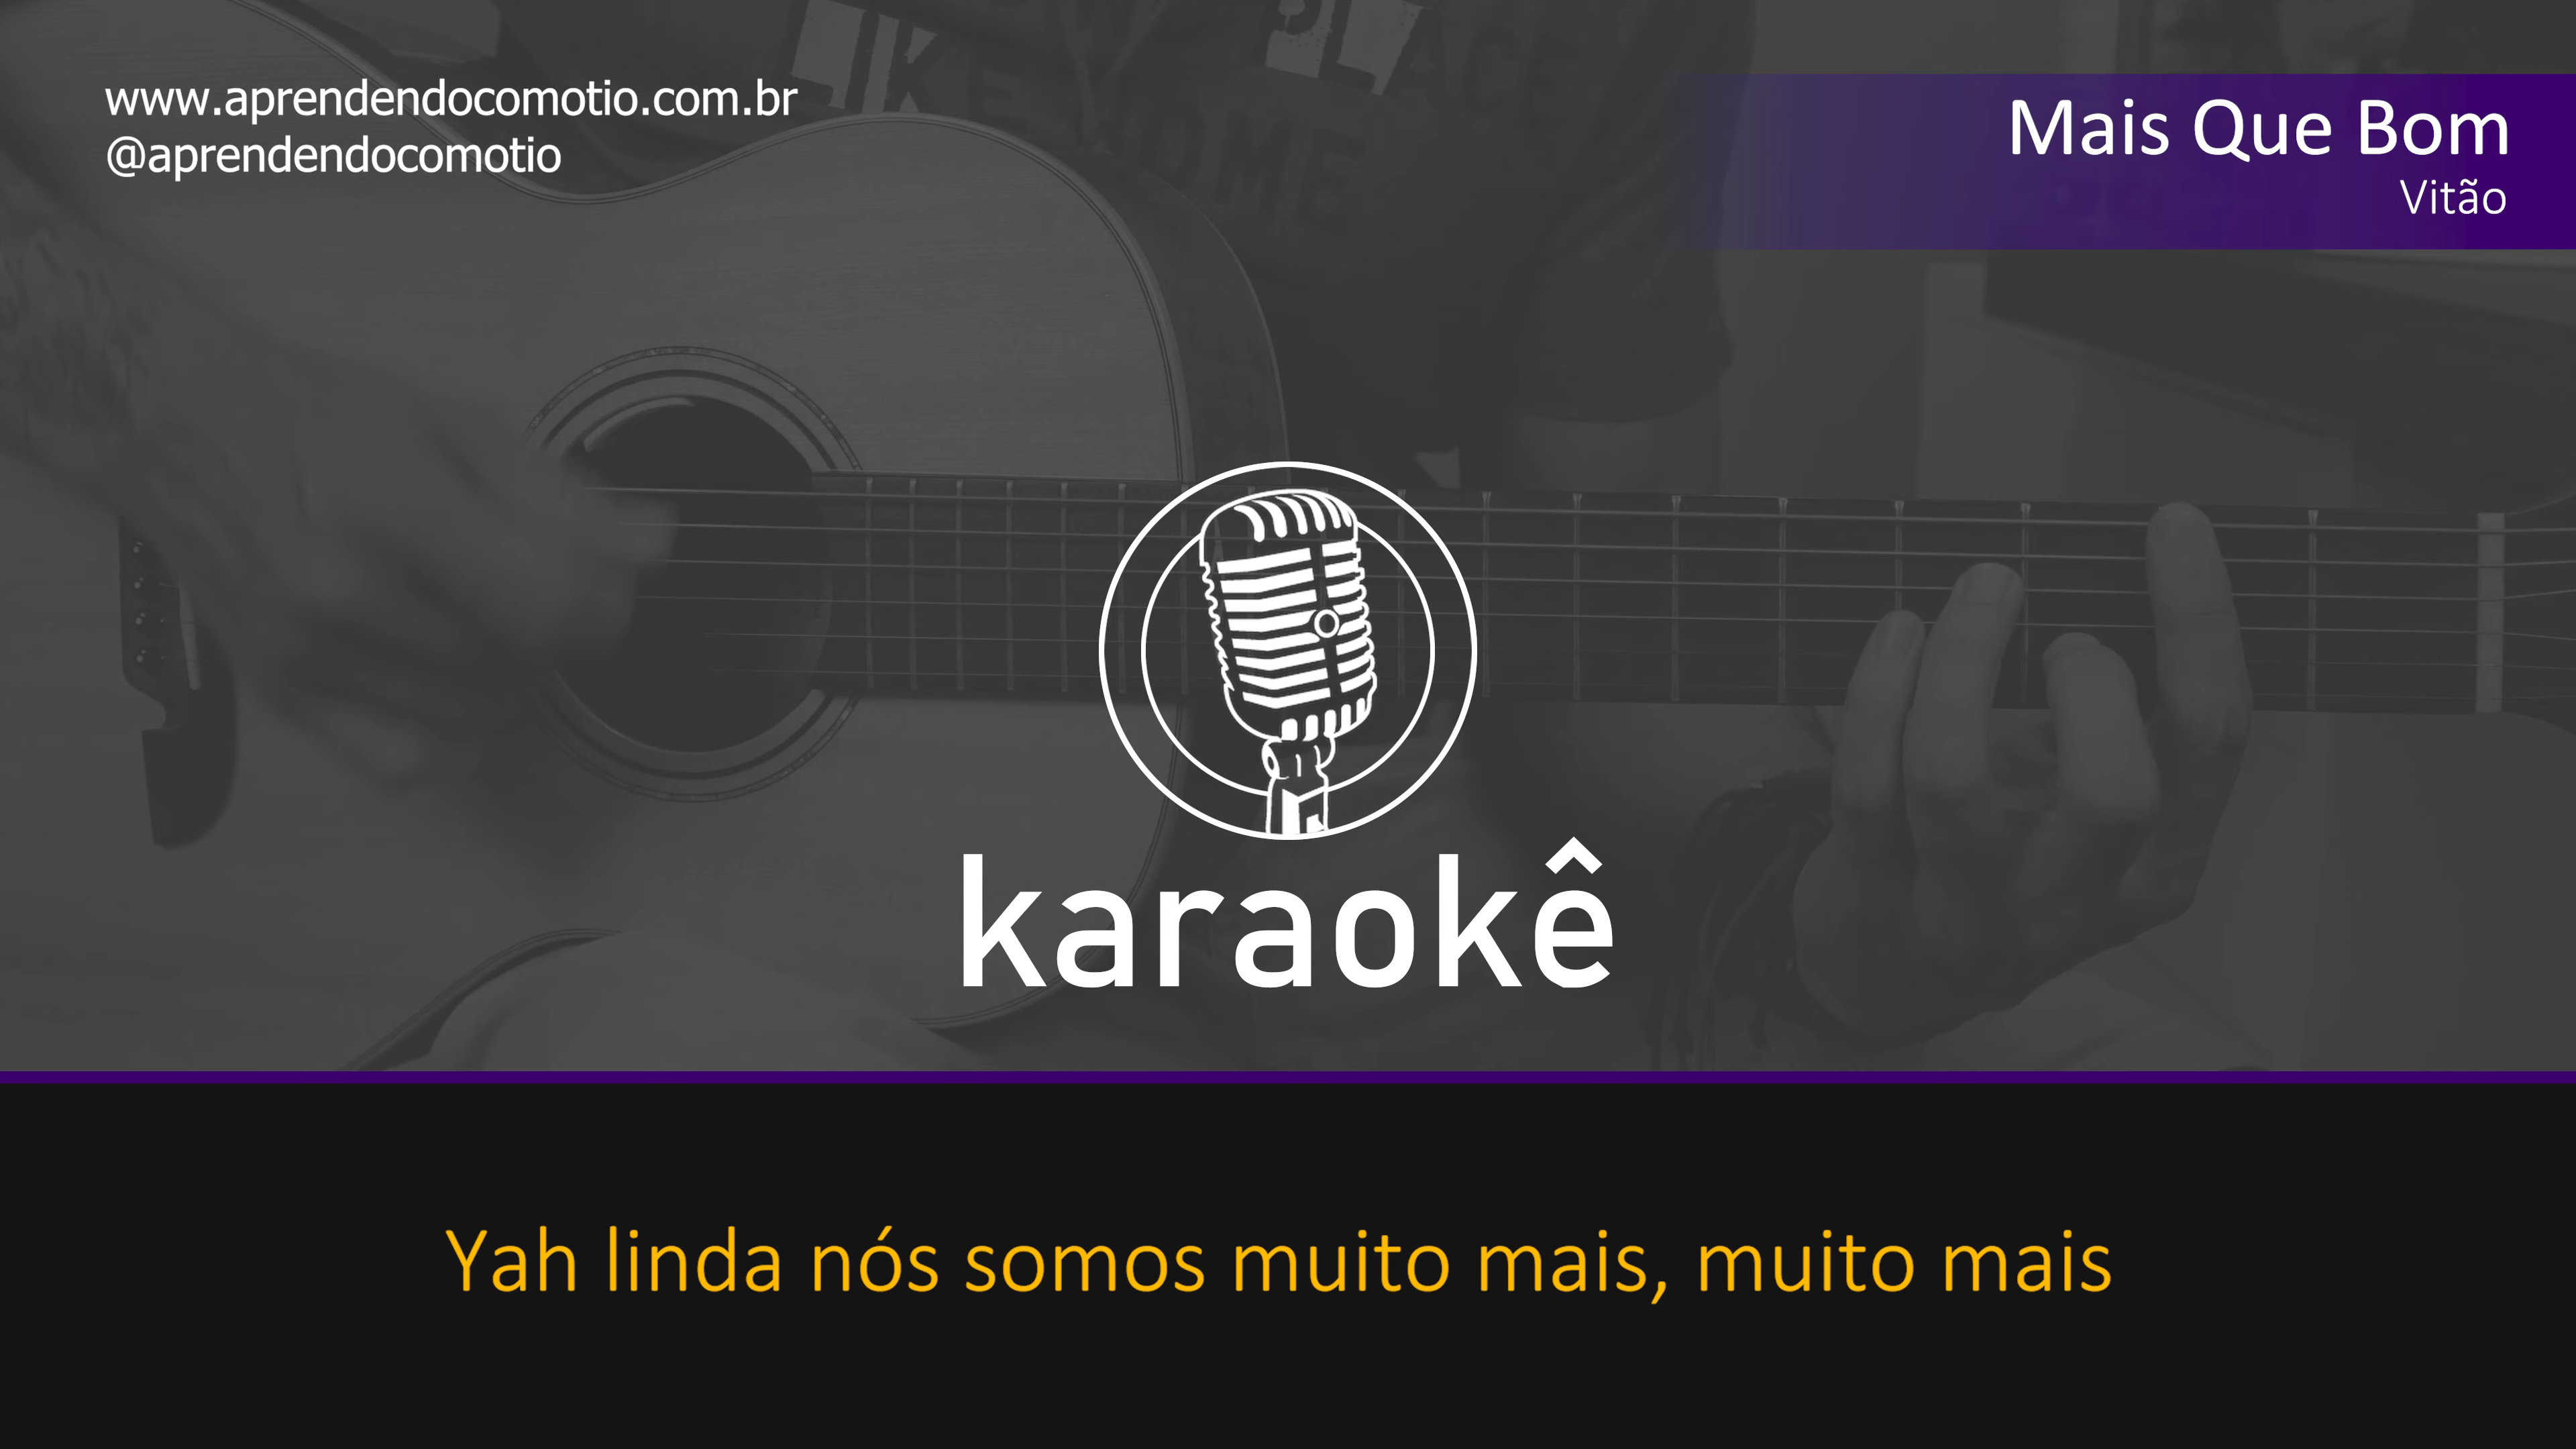 www.aprendendocomotio.com.br
@aprendendocomotio
Mais Que Bom
Vitão
karaokê
Yah linda nós somos muito mais, muito mais